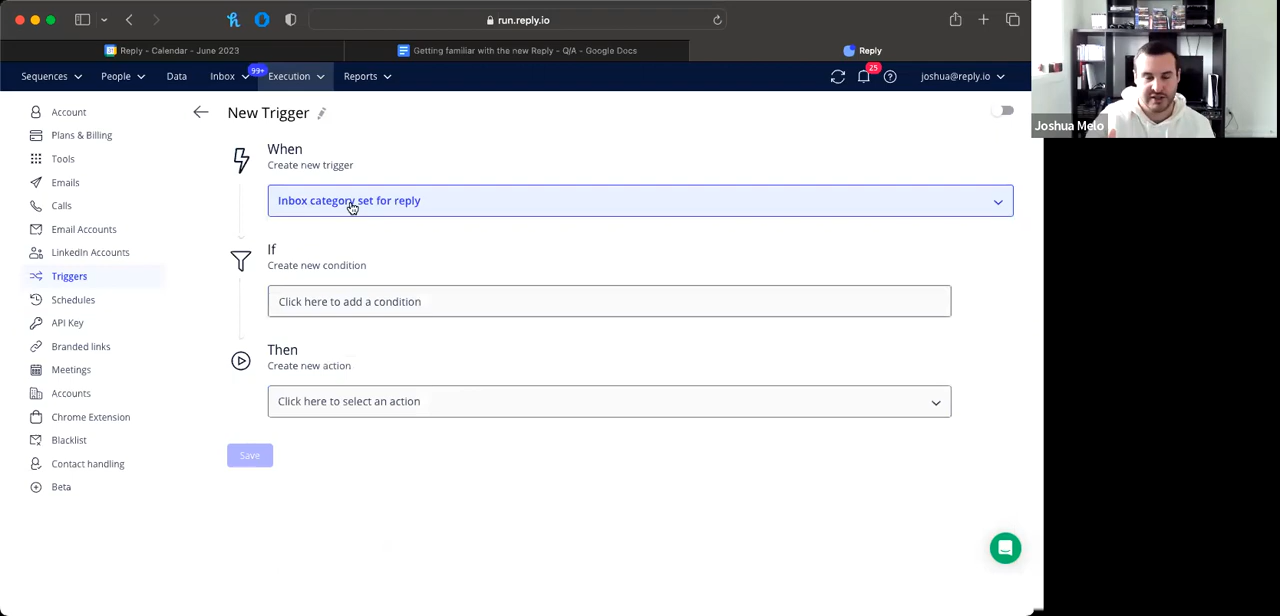 run.reply.io
Reply - Calendar - June 2023
Getting familiar with the new Reply - Q/A - Google Docs
Reply
Sequences
People
Data
Inbox
99+
Execution
Reports
25
joshua@reply.io
Joshua Melo
Account
Plans & Billing
Tools
Emails
Calls
Email Accounts
LinkedIn Accounts
Triggers
Schedules
API Key
Branded links
Meetings
Accounts
Chrome Extension
Blacklist
Contact handling
Beta
New Trigger
When
Create new trigger
Inbox category set for reply
If
Create new condition
Click here to add a condition
Then
Create new action
Click here to select an action
Save